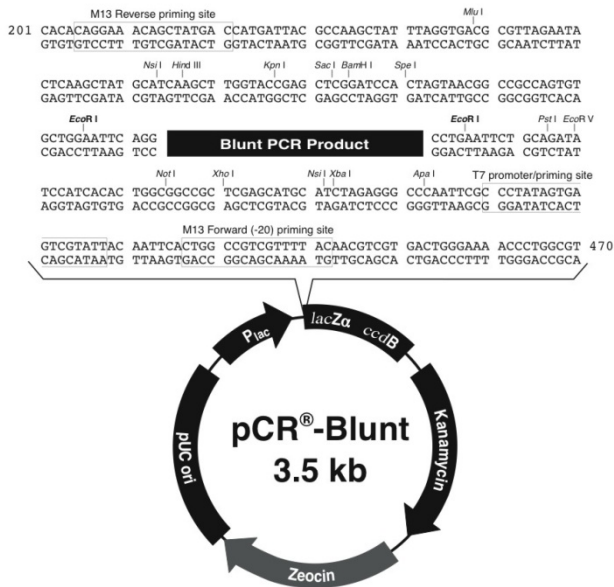 M13 Reverse priming site
Mlu I
201 CACACAGGAA ACAGCTATGA CCATGATTAC GCCAAGCTAT TTAGGTGACG CGTTAGAATA
GTGTGTCCTT TGTCGATACT GGTACTAATG CGGTTCGATA AATCCACTGC GCAATCTTAT
Nsi I Hind III Kpn I Sac I BamH I Spe I
CTCAAGCTAT GCATCAAGCT TGGTACCGAG CTCGGATCCA CTAGTAACGG CCGCCAGTGT
GAGTTCGATA CGTAGTTCGA ACCATGGCTC GAGCCTAGGT GATCATTGCC GGCGGTCACA
EcoR I EcoR I Pst I EcoR V
GCTGGAATTC AGG Blunt PCR Product CCTGAATTCT GCAGATA
CGACCTTAAG TCC GGACTTAAGA CGTCTAT
Not I Xho I Nsi I Xba I Apa I T7 promoter/priming site
TCCATCACAC TGGCGGCCGC TCGAGCATGC ATCTAGAGGG CCCAATTCGC CCTATAGTGA
AGGTAGTGTG ACCGCCGGCG AGCTCGTACG TAGATCTCCC GGGTTAAGCG GGATATCACT
M13 Forward (-20) priming site
GTCGTATTAC AATTCACTGG CCGTCGTTTT ACAACGTCGT GACTGGGAAA ACCCTGGCGT 470
CAGCATAATG TTAAGTGACC GGCAGCAAAA TGTTGCAGCA CTGACCCTTT TGGGACCGCA
Plac
lacZα ccdB
Kanamycin
pUC ori
pCR®-Blunt
3.5 kb
Zeocin